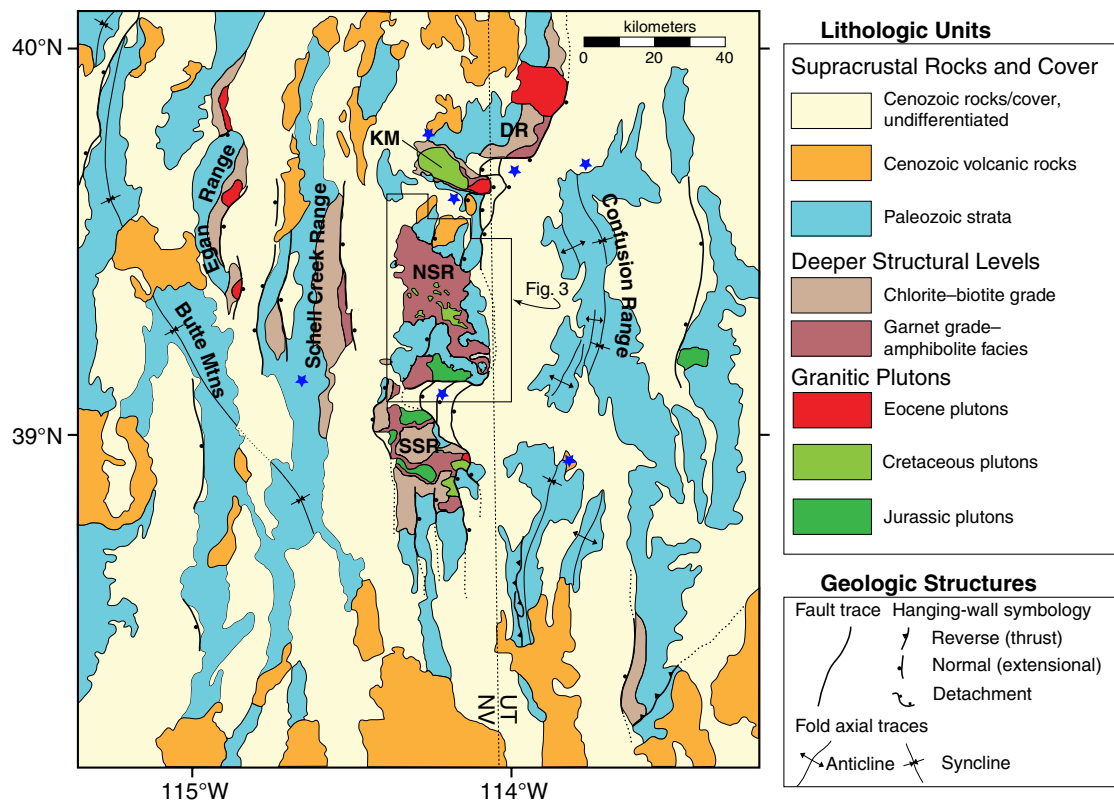 40°N
39°N
115°W
114°W
kilometers
0 20 40
KM
DR
Egan Range
Schell Creek Range
Butte Mtns
NSR
Fig. 3
Confusion Range
SSR
UT
NV
Lithologic Units
Supracrustal Rocks and Cover
Cenozoic rocks/cover,
undifferentiated
Cenozoic volcanic rocks
Paleozoic strata
Deeper Structural Levels
Chlorite–biotite grade
Garnet grade–
amphibolite facies
Granitic Plutons
Eocene plutons
Cretaceous plutons
Jurassic plutons
Geologic Structures
Fault trace Hanging-wall symbology
Reverse (thrust)
Normal (extensional)
Detachment
Fold axial traces
Anticline Syncline